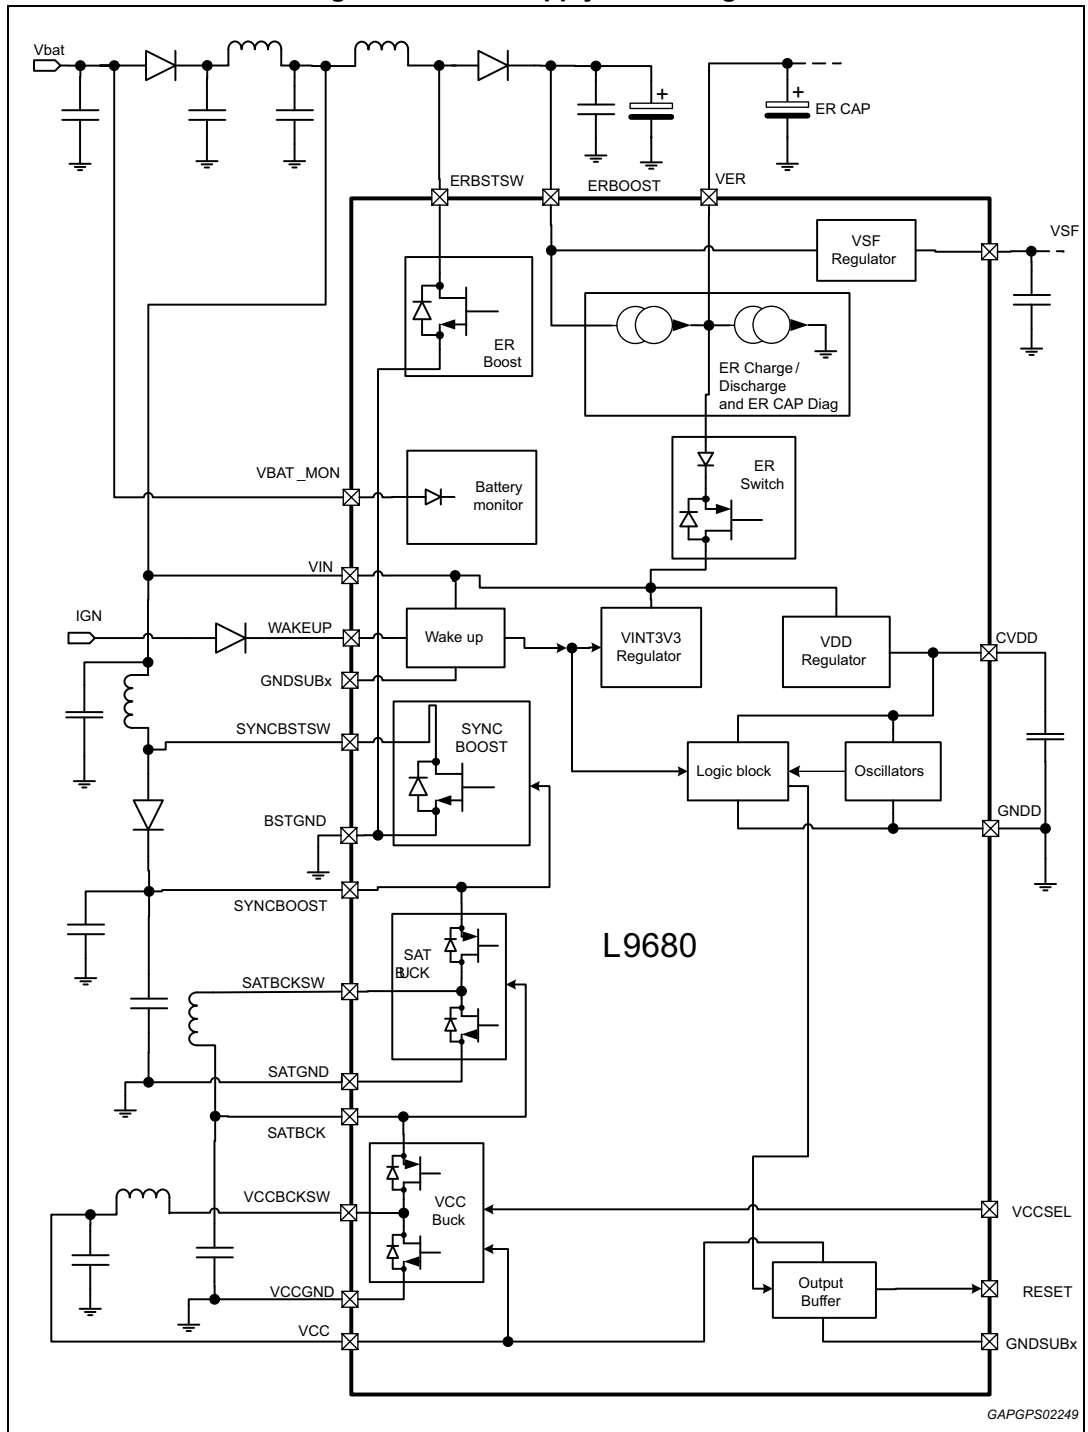 Vbat
+
+
ER CAP
ERBSTSW
ERBOOST
VER
VSF
Regulator
VSF
ER
Boost
ER Charge /
Discharge
and ER CAP Diag
VBAT _MON
Battery
monitor
ER
Switch
VIN
IGN
WAKEUP
Wake up
VINT3V3
Regulator
VDD
Regulator
CVDD
GNDSUBx
SYNCBSTSW
SYNC
BOOST
Logic block
Oscillators
BSTGND
GNDD
SYNCBOOST
SAT
BUCK
L9680
SATBCKSW
SATGND
SATBCK
VCCBCKSW
VCC
Buck
VCCSEL
VCCGND
Output
Buffer
RESET
VCC
GNDSUBx
GAPGPS02249